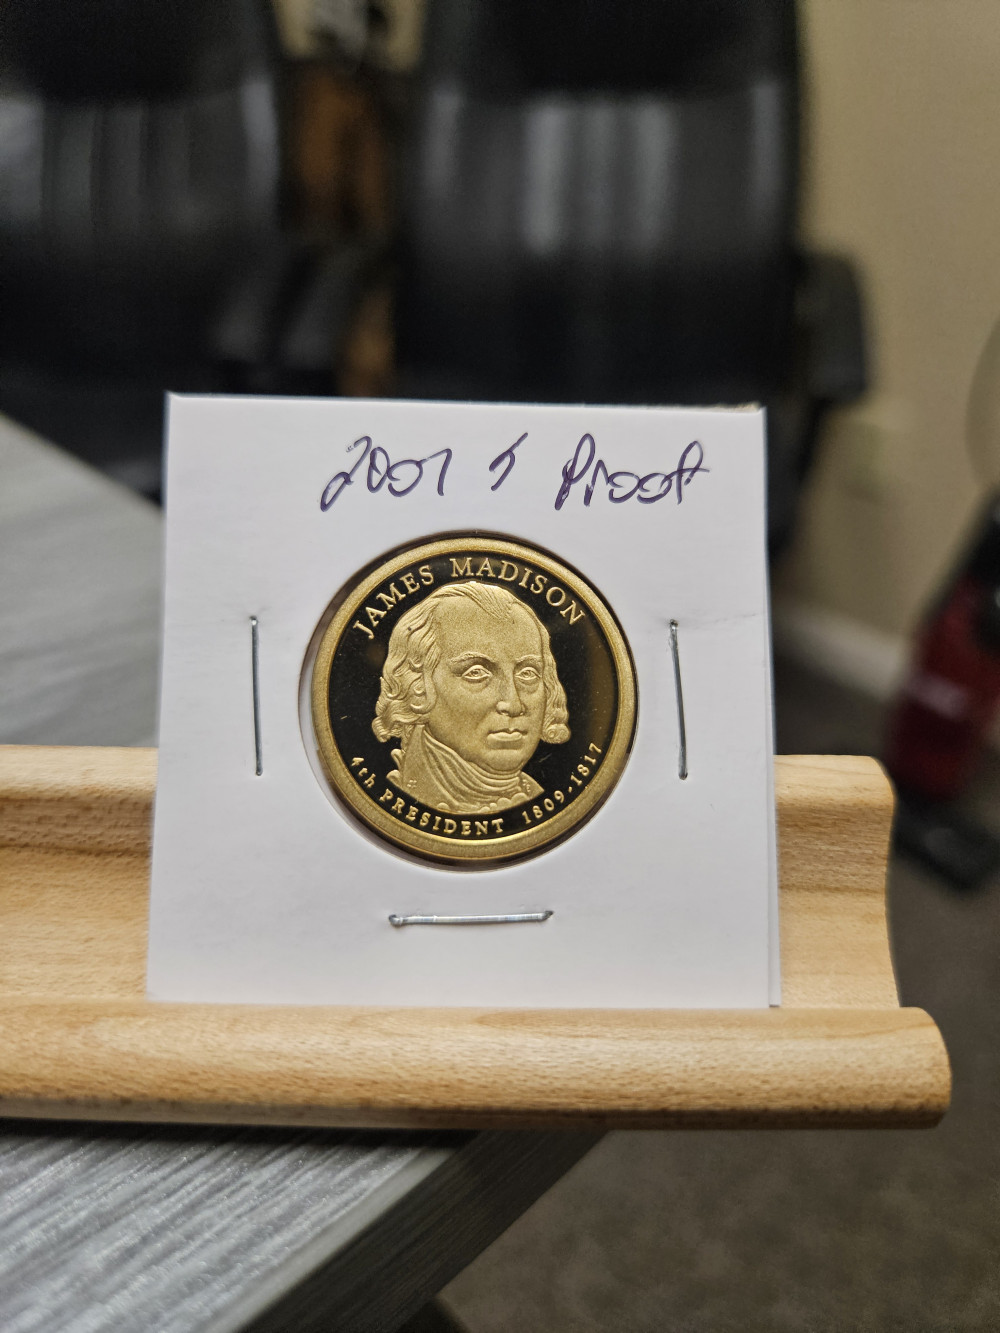 2007 S Proof
JAMES MADISON
4th PRESIDENT 1809-1817